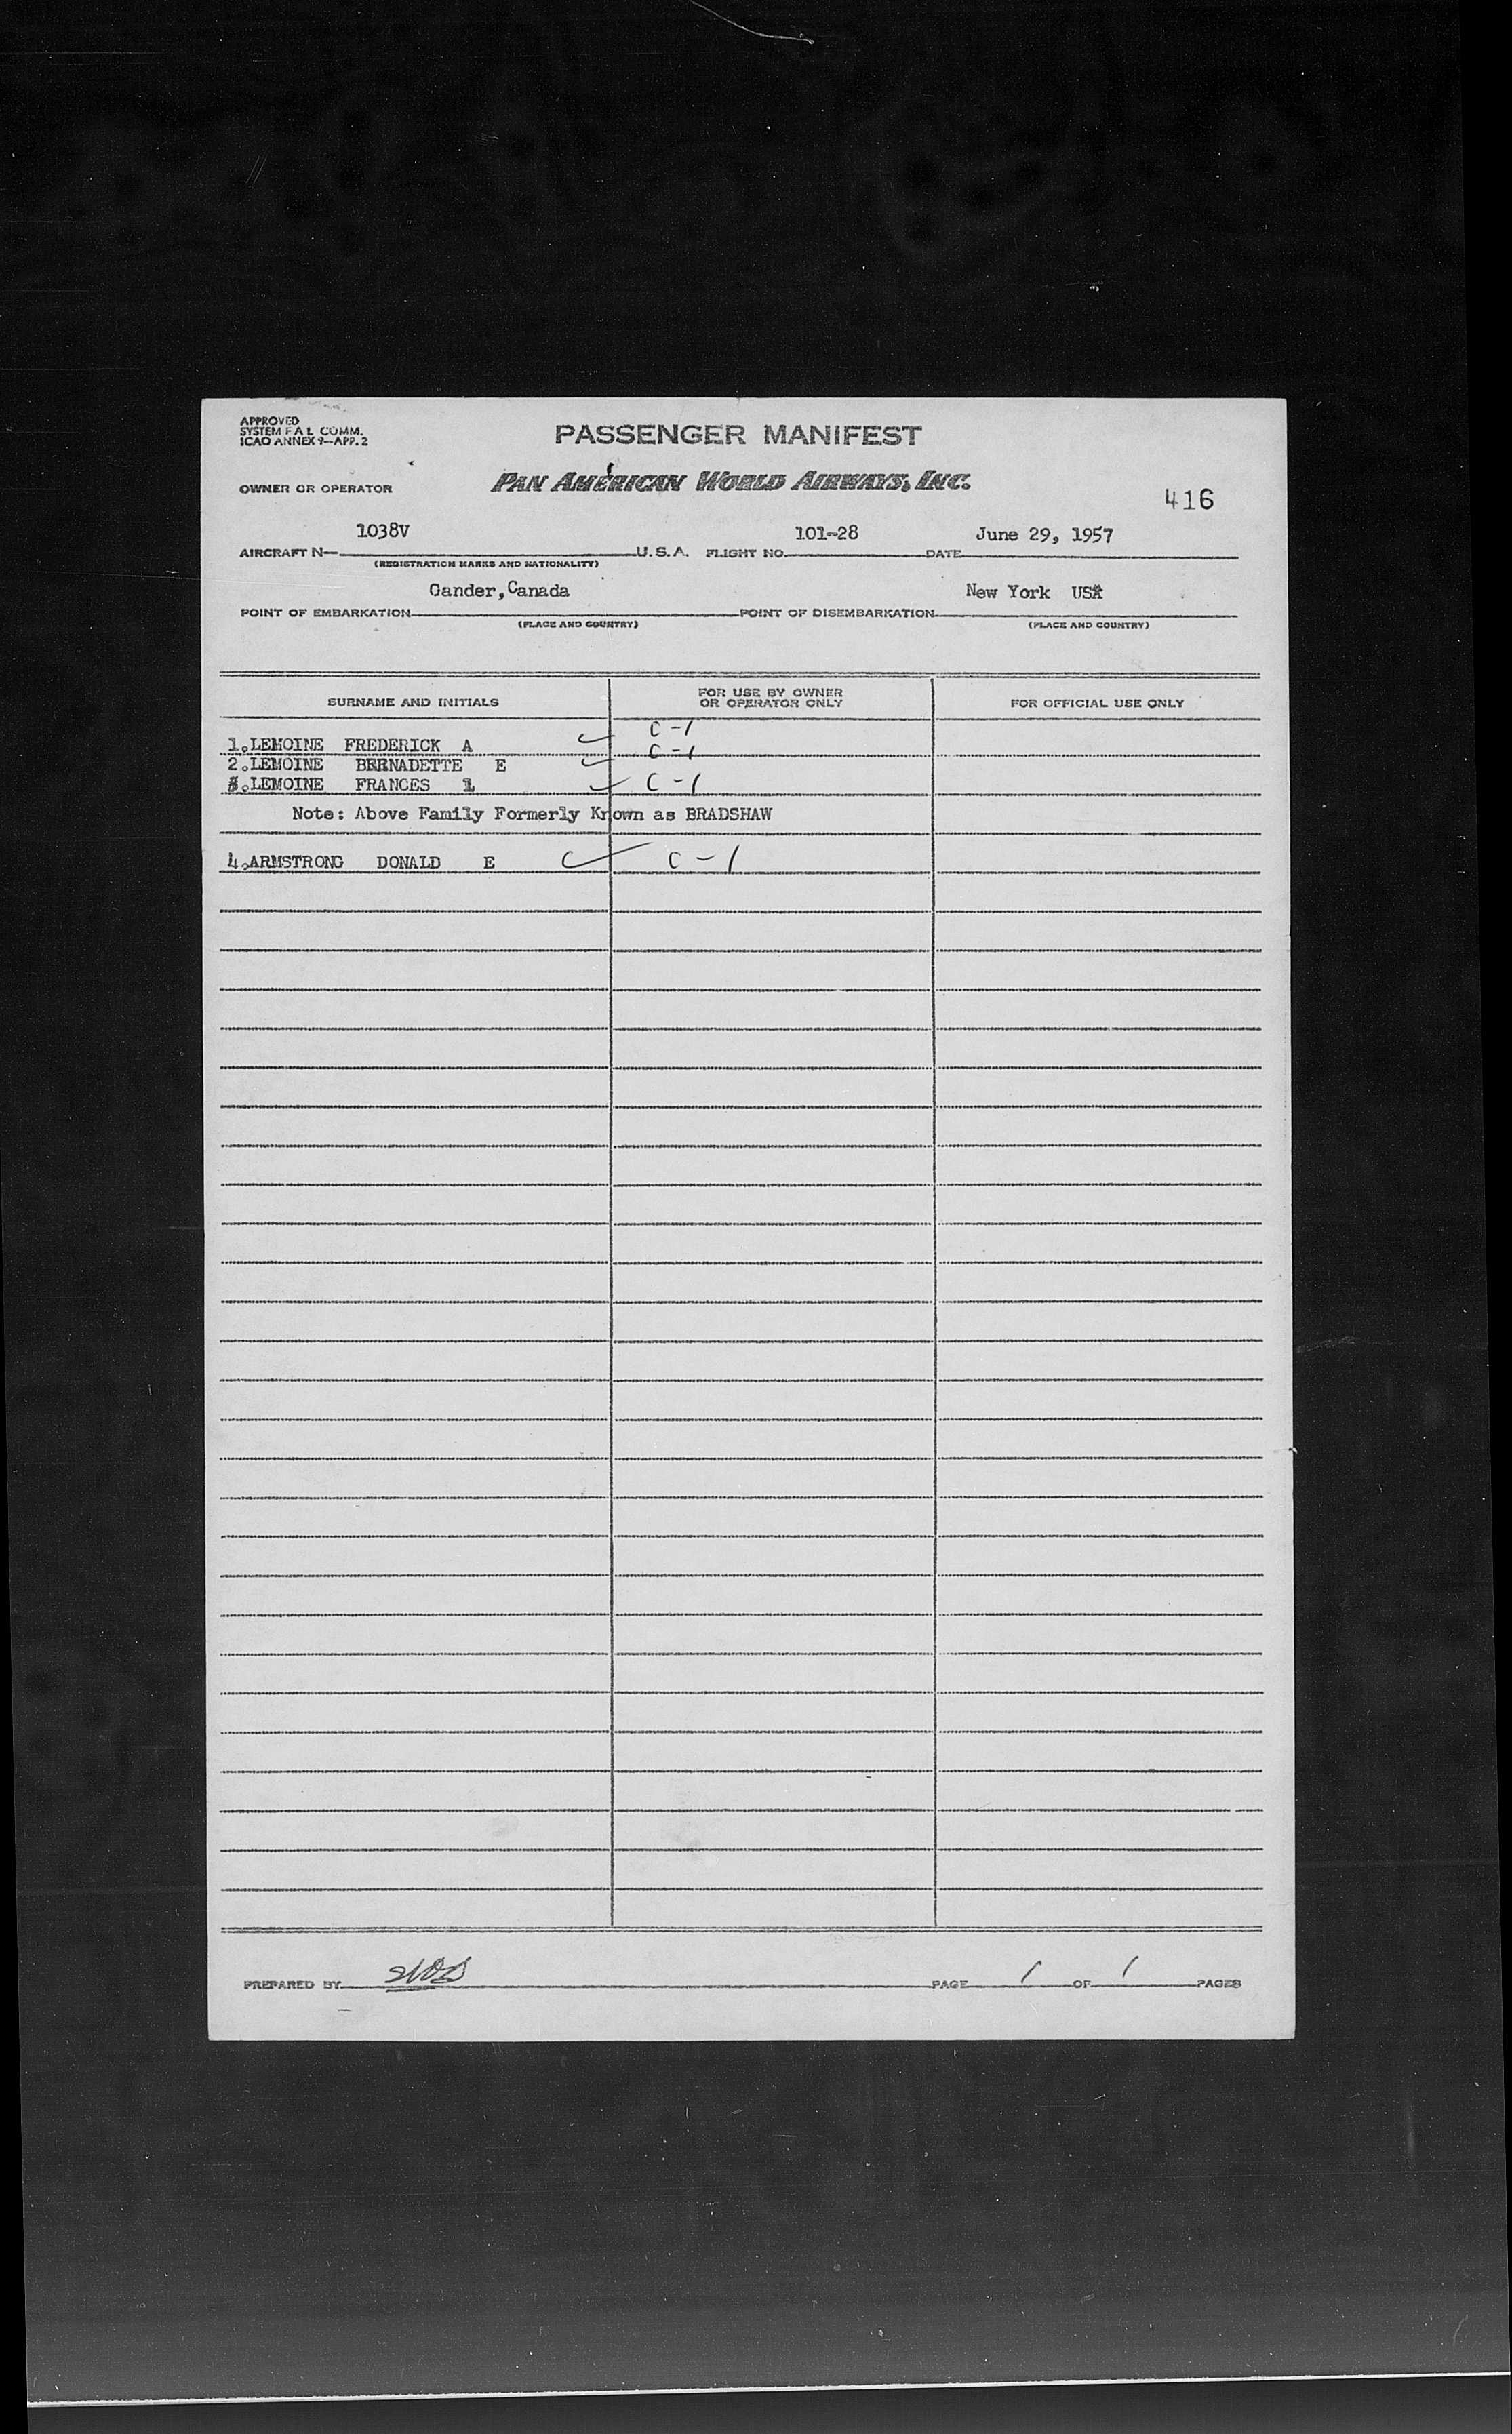 APPROVED
SYSTEM F A L COMM.
ICAO ANNEX 9—APP. 2
PASSENGER MANIFEST
OWNER OR OPERATOR PAN AMERICAN WORLD AIRWAYS, INC.
416
1038V 101-28 June 29, 1957
AIRCRAFT N— U.S.A. FLIGHT NO. DATE
(REGISTRATION MARKS AND NATIONALITY)
Gander, Canada New York USA
POINT OF EMBARKATION POINT OF DISEMBARKATION
(PLACE AND COUNTRY) (PLACE AND COUNTRY)
SURNAME AND INITIALS FOR USE BY OWNER OR OPERATOR ONLY FOR OFFICIAL USE ONLY
1. LEMOINE FREDERICK A C-1
2. LEMOINE BERNADETTE E C-1
3. LEMOINE FRANCES C-1
Note: Above Family Formerly Known as BRADSHAW
4. ARMSTRONG DONALD E C-1
PREPARED BY PAGE 1 OF 1 PAGES